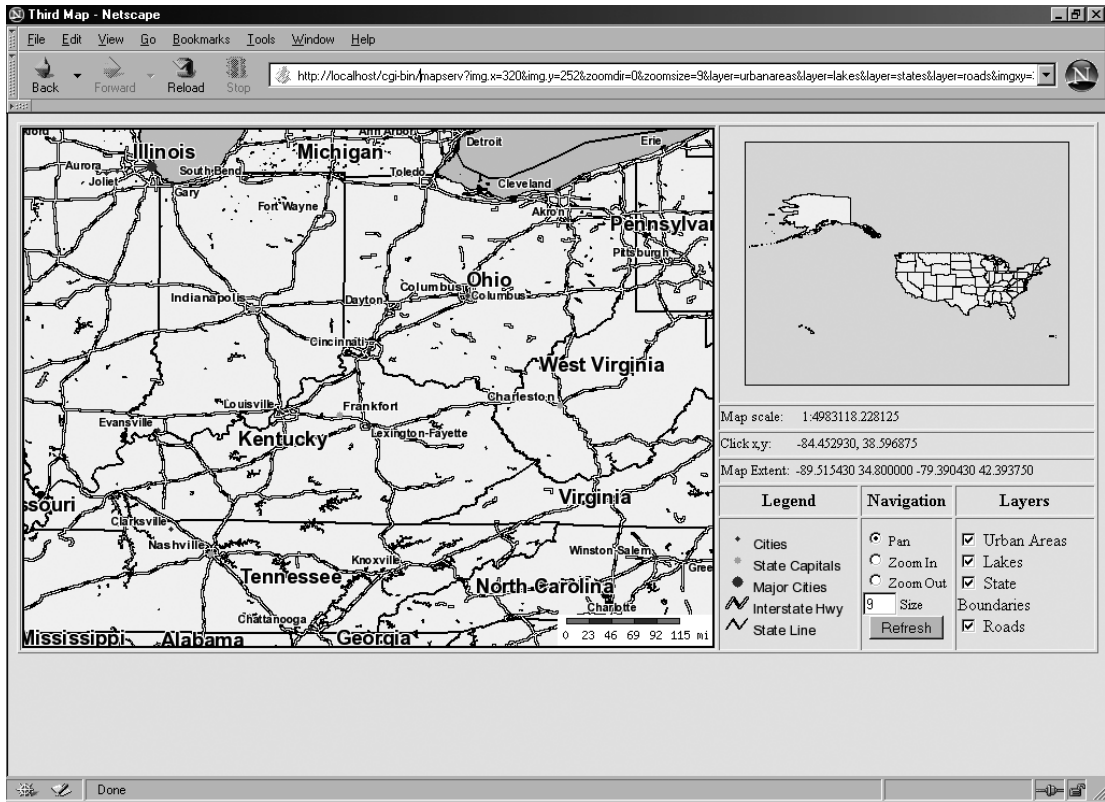 Third Map - Netscape
File Edit View Go Bookmarks Tools Window Help
Back Forward Reload Stop
http://localhost/cgi-bin/mapserv?img.x=320&img.y=252&zoomdir=0&zoomsize=9&layer=urbanareas&layer=lakes&layer=states&layer=roads&imgxy=
Ann Arbor
Detroit
Erie
Illinois
Michigan
Aurora
Joliet
South Bend
Toledo
Gary
Cleveland
Fort Wayne
Akron
Pennsylva
Pittsburgh
Ohio
Columbus
Columbus
Indianapolis
Dayton
Cincinnati
West Virginia
Charleston
Louisville
Frankfort
Evansville
Kentucky
Lexington-Fayette
ssouri
Virginia
Clarksville
Nashville
Knoxville
Winston-Salem
Gree
Tennessee
North Carolina
Charlotte
Chattanooga
Mississippi
Alabama
Georgia
0 23 46 69 92 115 mi
Map scale: 1:4983118.228125
Click x,y: -84.452930, 38.596875
Map Extent: -89.515430 34.800000 -79.390430 42.393750
Legend
Cities
State Capitals
Major Cities
Interstate Hwy
State Line
Navigation
Pan
Zoom In
Zoom Out
9 Size
Refresh
Layers
Urban Areas
Lakes
State
Boundaries
Roads
Done